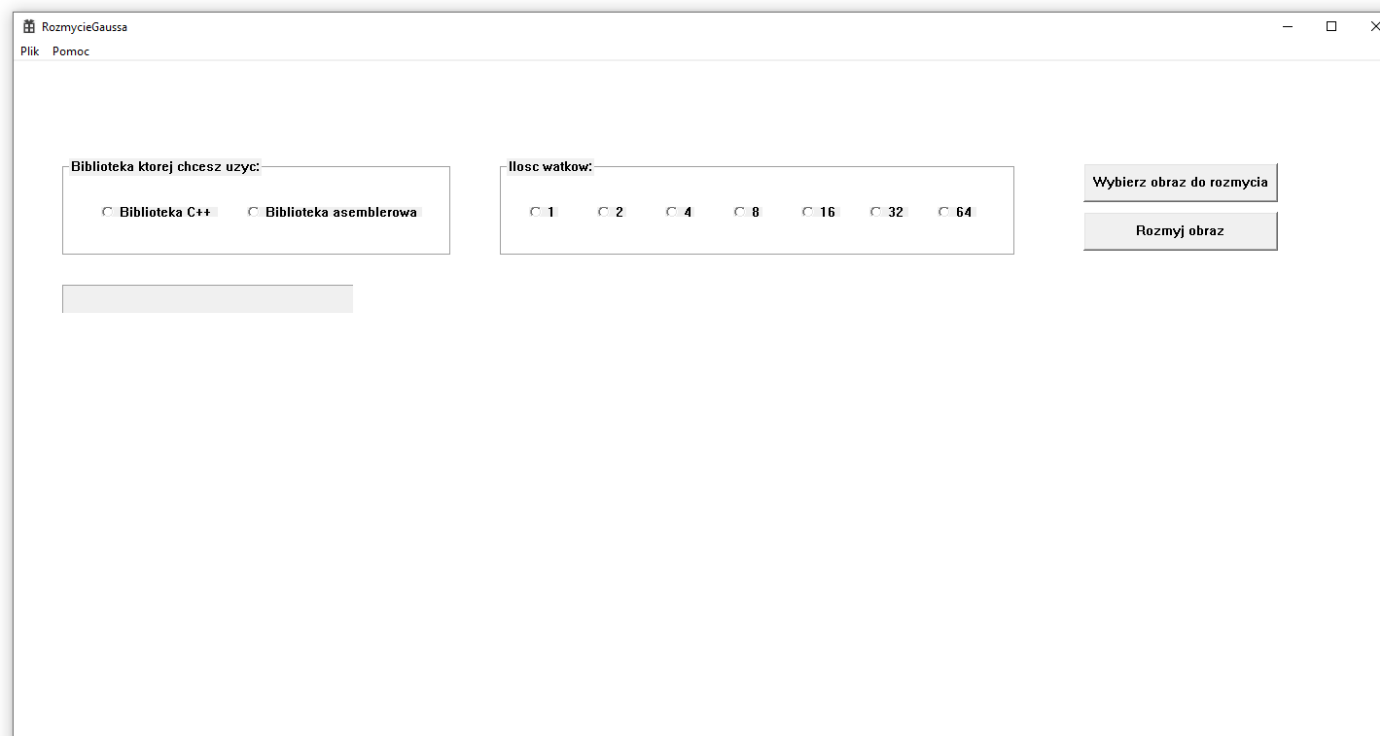 RozmycieGaussa
Plik Pomoc
Biblioteka ktorej chcesz uzyc:
Biblioteka C++ Biblioteka asemblerowa
Ilosc watkow:
1 2 4 8 16 32 64
Wybierz obraz do rozmycia
Rozmyj obraz